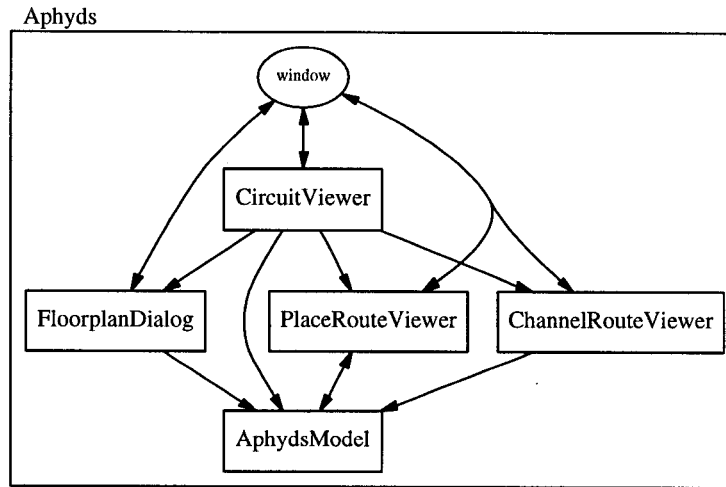 Aphyds
window
CircuitViewer
FloorplanDialog
PlaceRouteViewer
ChannelRouteViewer
AphydsModel